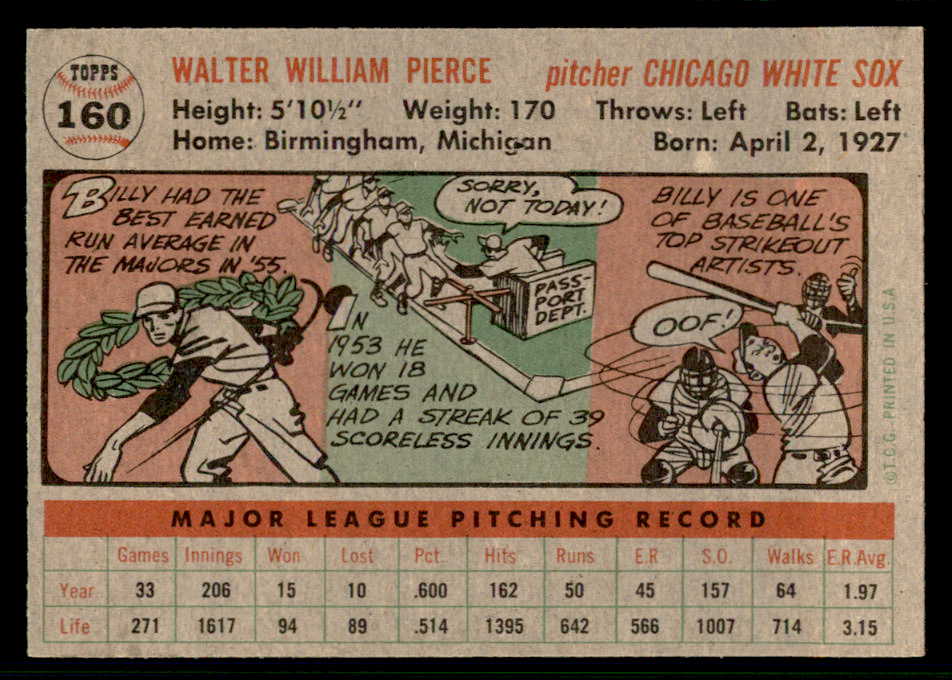 TOPPS
160
WALTER WILLIAM PIERCE pitcher CHICAGO WHITE SOX
Height: 5'10½" Weight: 170 Throws: Left Bats: Left
Home: Birmingham, Michigan Born: April 2, 1927
BILLY HAD THE
BEST EARNED
RUN AVERAGE IN
THE MAJORS IN '55.
SORRY,
NOT TODAY!
PASS-
PORT
DEPT.
IN
1953 HE
WON 18
GAMES AND
HAD A STREAK OF 39
SCORELESS INNINGS.
BILLY IS ONE
OF BASEBALL'S
TOP STRIKEOUT
ARTISTS.
OOF!
©T.C.G. PRINTED IN U.S.A
MAJOR LEAGUE PITCHING RECORD
Games Innings Won Lost Pct. Hits Runs E.R S.O. Walks E.R.Avg.
Year 33 206 15 10 .600 162 50 45 157 64 1.97
Life 271 1617 94 89 .514 1395 642 566 1007 714 3.15